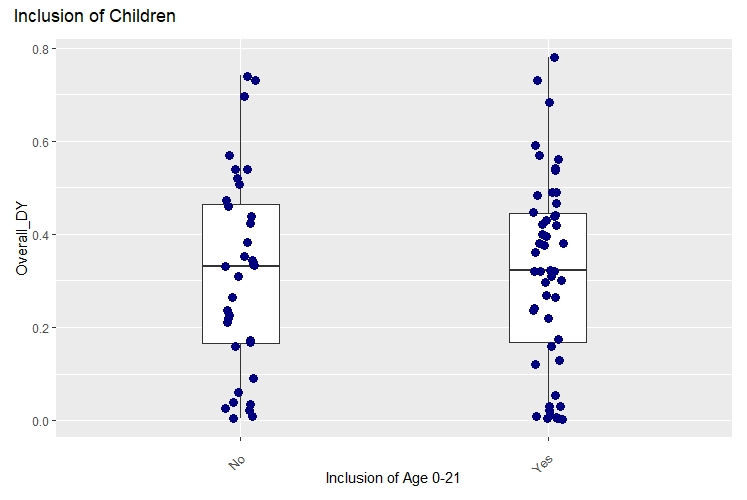 Inclusion of Children
0.8
0.6
0.4
0.2
0.0
Overall_DY
No
Yes
Inclusion of Age 0-21